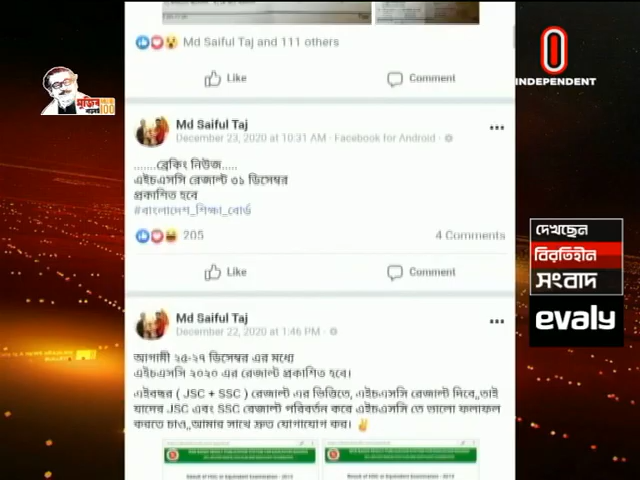 Md Saiful Taj and 111 others
Like
Comment
INDEPENDENT
মুজিব
100
Md Saiful Taj
December 23, 2020 at 10:31 AM · Facebook for Android ·
.......ব্রেকিং নিউজ.....
এইচএসসি রেজাল্ট ৩১ ডিসেম্বর
প্রকাশিত হবে
#বাংলাদেশ_শিক্ষা_বোর্ড
205
4 Comments
Like
Comment
দেখছেন
বিরতিহীন
সংবাদ
evaly
Md Saiful Taj
December 22, 2020 at 1:46 PM ·
আগামী ২৫-২৭ ডিসেম্বর এর মধ্যে
এইচএসসি ২০২০ এর রেজাল্ট প্রকাশিত হবে।
এইবছর ( JSC + SSC ) রেজাল্ট এর ভিত্তিতে, এইচএসসি রেজাল্ট দিবে,,তাই
যাদের JSC এবং SSC রেজাল্ট পরিবর্তন করে এইচএসসি তে ভালো ফলাফল
করতে চাও,,আমার সাথে দ্রুত যোগাযোগ কর। ✌